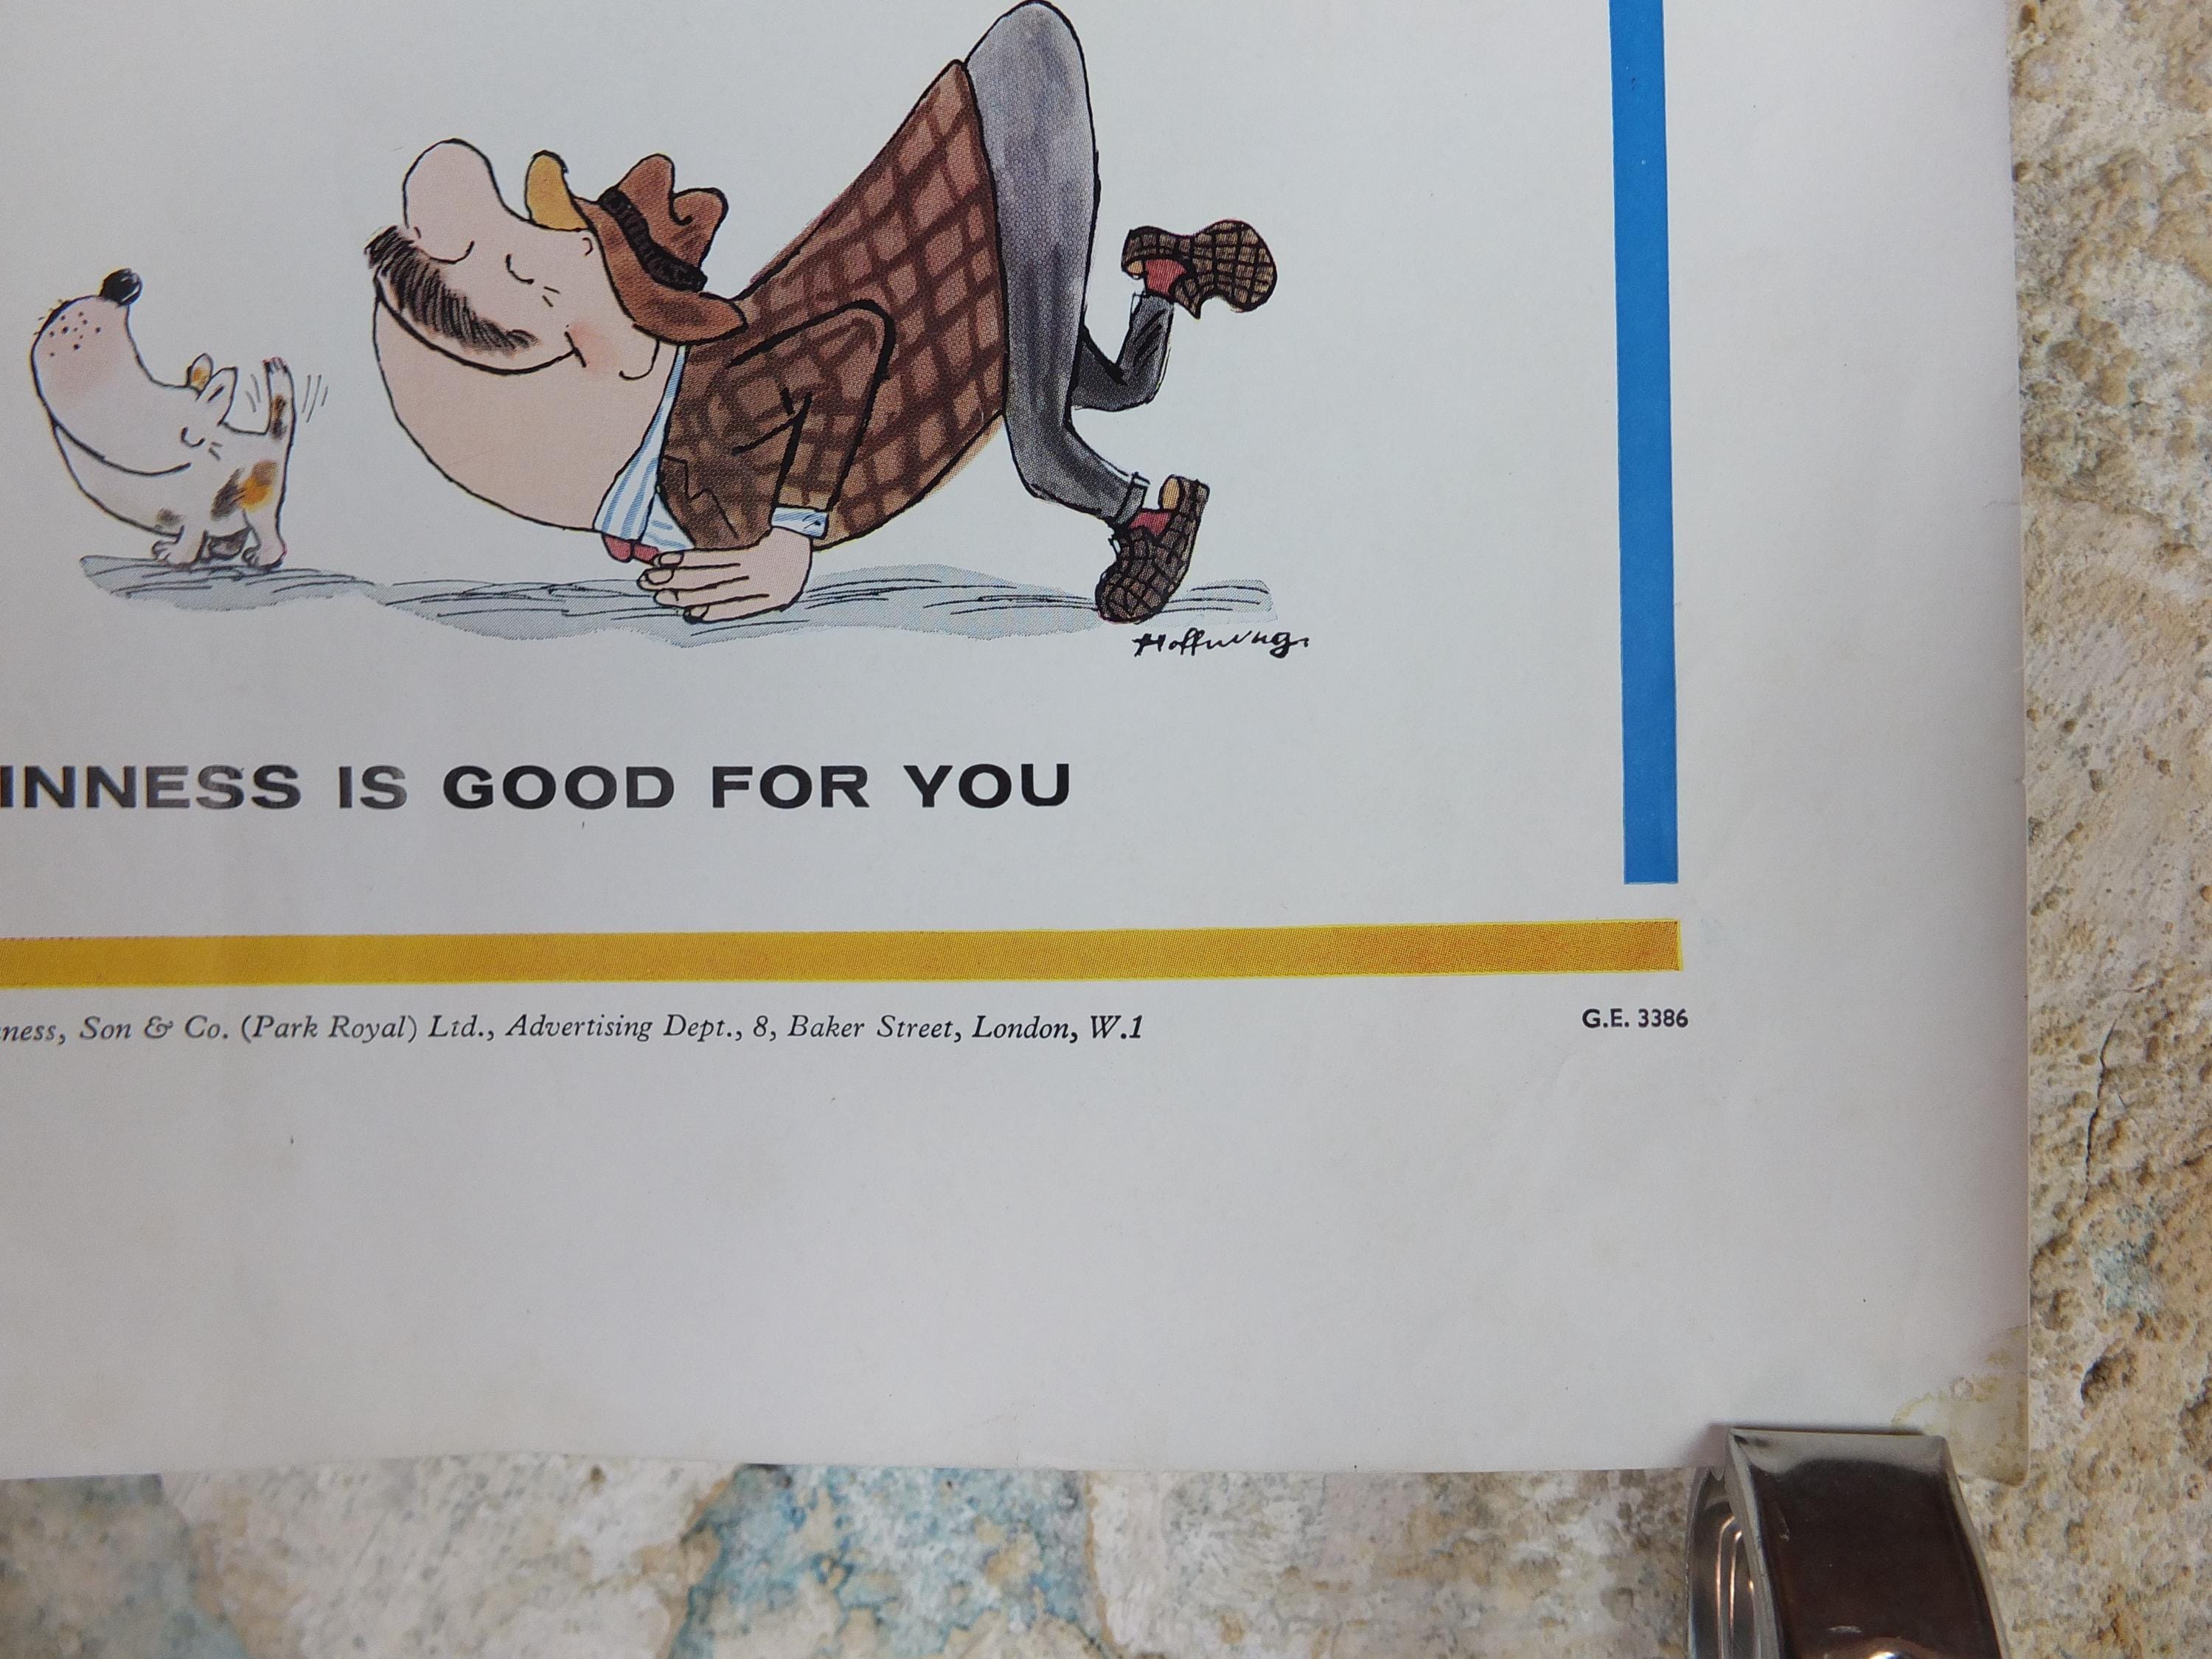 Hoffnung.
INNESS IS GOOD FOR YOU
ness, Son & Co. (Park Royal) Ltd., Advertising Dept., 8, Baker Street, London, W.1
G.E. 3386